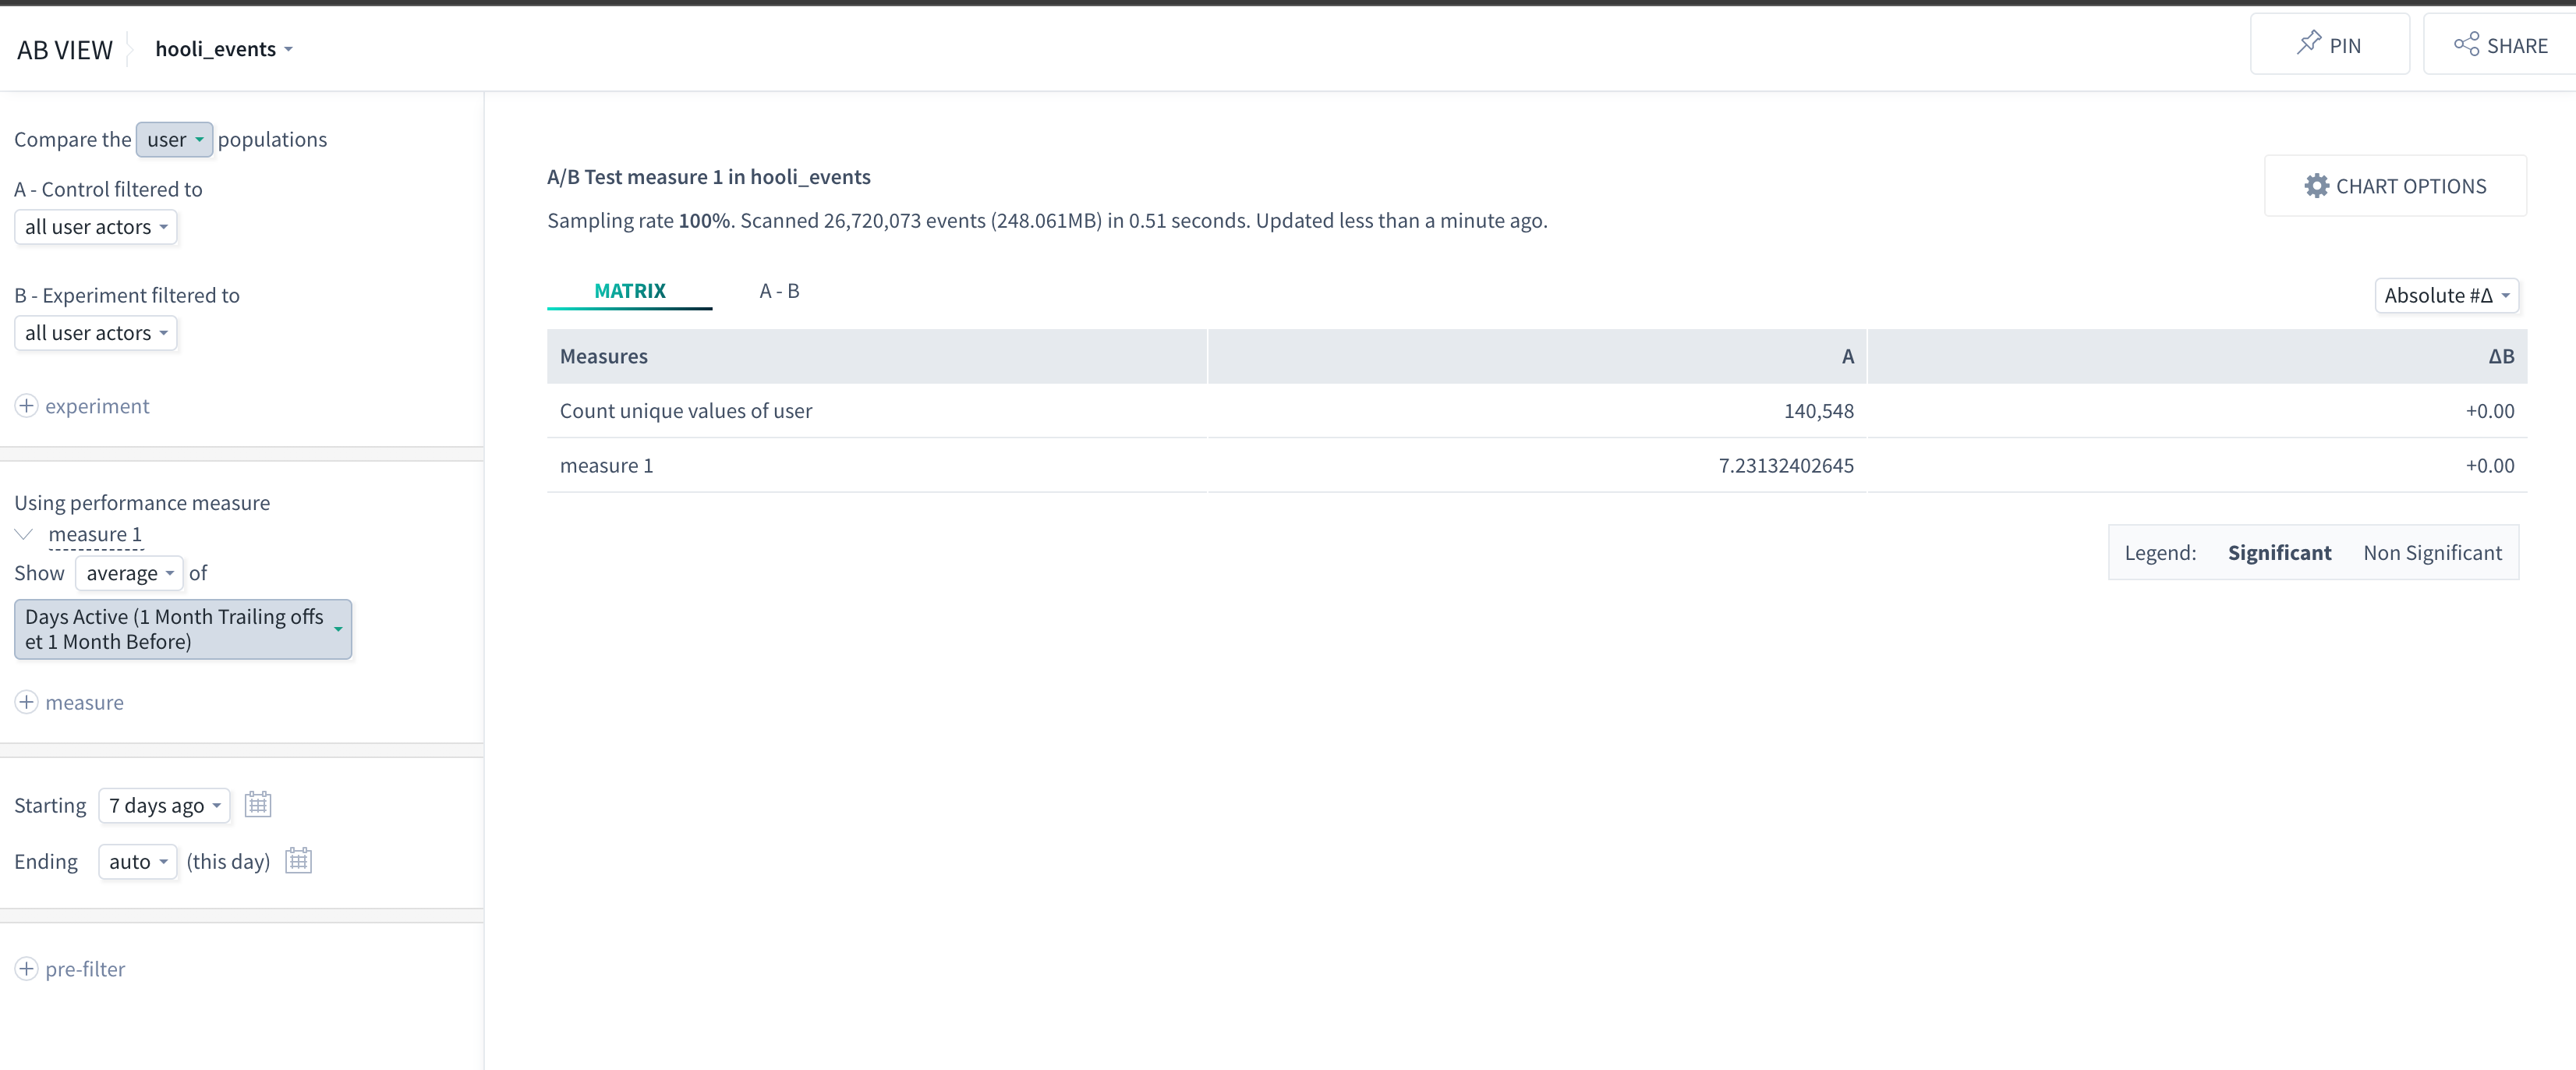 AB VIEW
hooli_events
PIN
SHARE
Compare the user populations
A - Control filtered to
all user actors
B - Experiment filtered to
all user actors
experiment
Using performance measure
measure 1
Show average of
Days Active (1 Month Trailing offs
et 1 Month Before)
measure
Starting 7 days ago
Ending auto (this day)
pre-filter
A/B Test measure 1 in hooli_events
CHART OPTIONS
Sampling rate 100%. Scanned 26,720,073 events (248.061MB) in 0.51 seconds. Updated less than a minute ago.
MATRIX A - B
Absolute #Δ
Measures A ΔB
Count unique values of user 140,548 +0.00
measure 1 7.23132402645 +0.00
Legend: Significant Non Significant